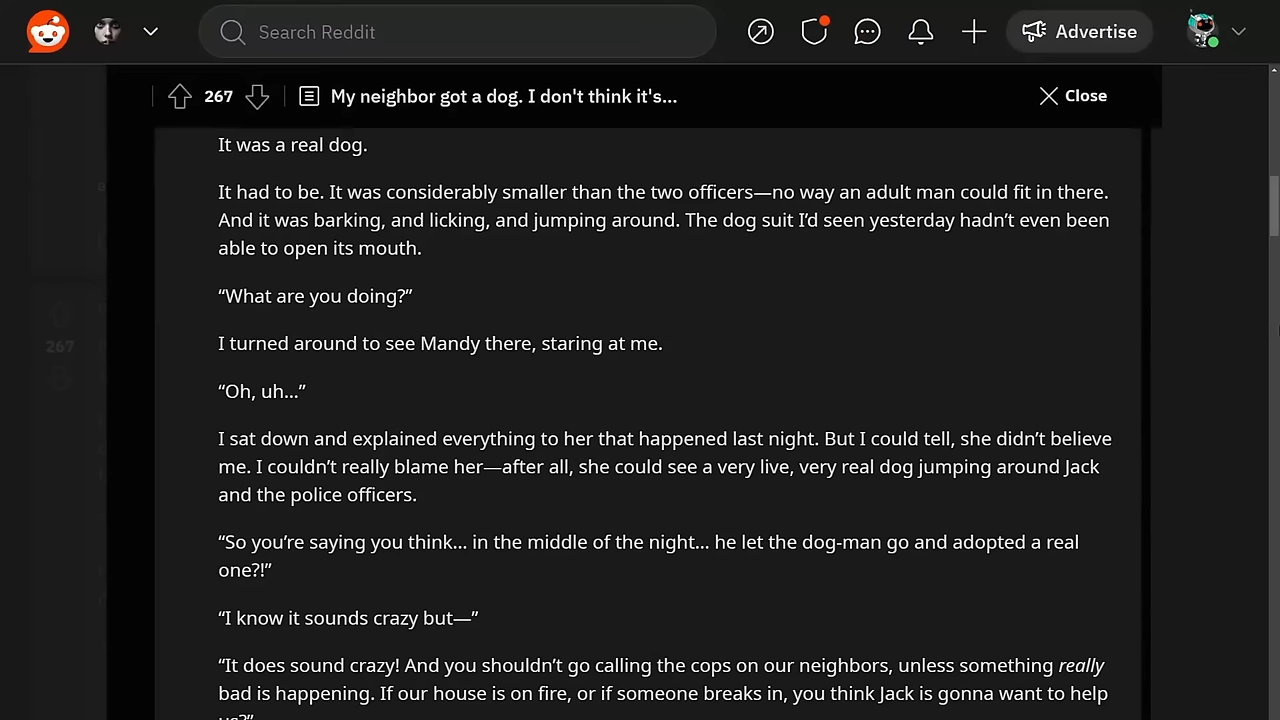 Search Reddit
Advertise
267
My neighbor got a dog. I don't think it's...
Close
It was a real dog.
It had to be. It was considerably smaller than the two officers—no way an adult man could fit in there.
And it was barking, and licking, and jumping around. The dog suit I’d seen yesterday hadn’t even been
able to open its mouth.
“What are you doing?”
I turned around to see Mandy there, staring at me.
267
“Oh, uh…”
I sat down and explained everything to her that happened last night. But I could tell, she didn’t believe
me. I couldn’t really blame her—after all, she could see a very live, very real dog jumping around Jack
and the police officers.
“So you’re saying you think… in the middle of the night… he let the dog-man go and adopted a real
one?!”
“I know it sounds crazy but—”
“It does sound crazy! And you shouldn’t go calling the cops on our neighbors, unless something really
bad is happening. If our house is on fire, or if someone breaks in, you think Jack is gonna want to help
us?”